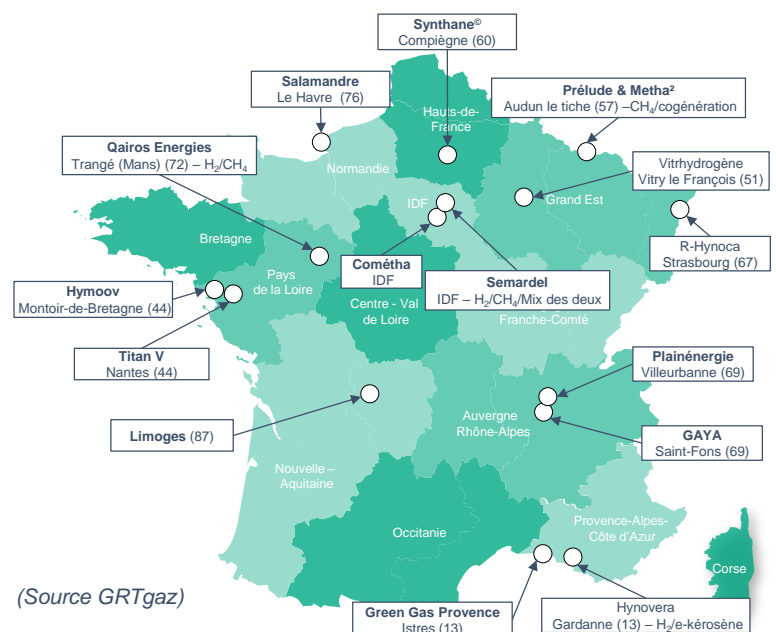 Synthane©
Compiègne (60)
Salamandre
Le Havre (76)
Prélude & Metha²
Audun le tiche (57) –CH₄/cogénération
Hauts-de-
France
Qairos Energies
Trangé (Mans) (72) – H₂/CH₄
Normandie
Vitrhydrogène
Vitry le François (51)
IDF
Grand Est
Bretagne
R-Hynoca
Strasbourg (67)
Cométha
IDF
Pays
de la Loire
Semardel
IDF – H₂/CH₄/Mix des deux
Hymoov
Montoir-de-Bretagne (44)
Centre - Val
de Loire
Franche-Comté
Titan V
Nantes (44)
Plainénergie
Villeurbanne (69)
Limoges (87)
Auvergne
Rhône-Alpes
GAYA
Saint-Fons (69)
Nouvelle –
Aquitaine
Provence-Alpes-
Côte d'Azur
Occitanie
Corse
(Source GRTgaz)
Green Gas Provence
Istres (13)
Hynovera
Gardanne (13) – H₂/e-kérosène